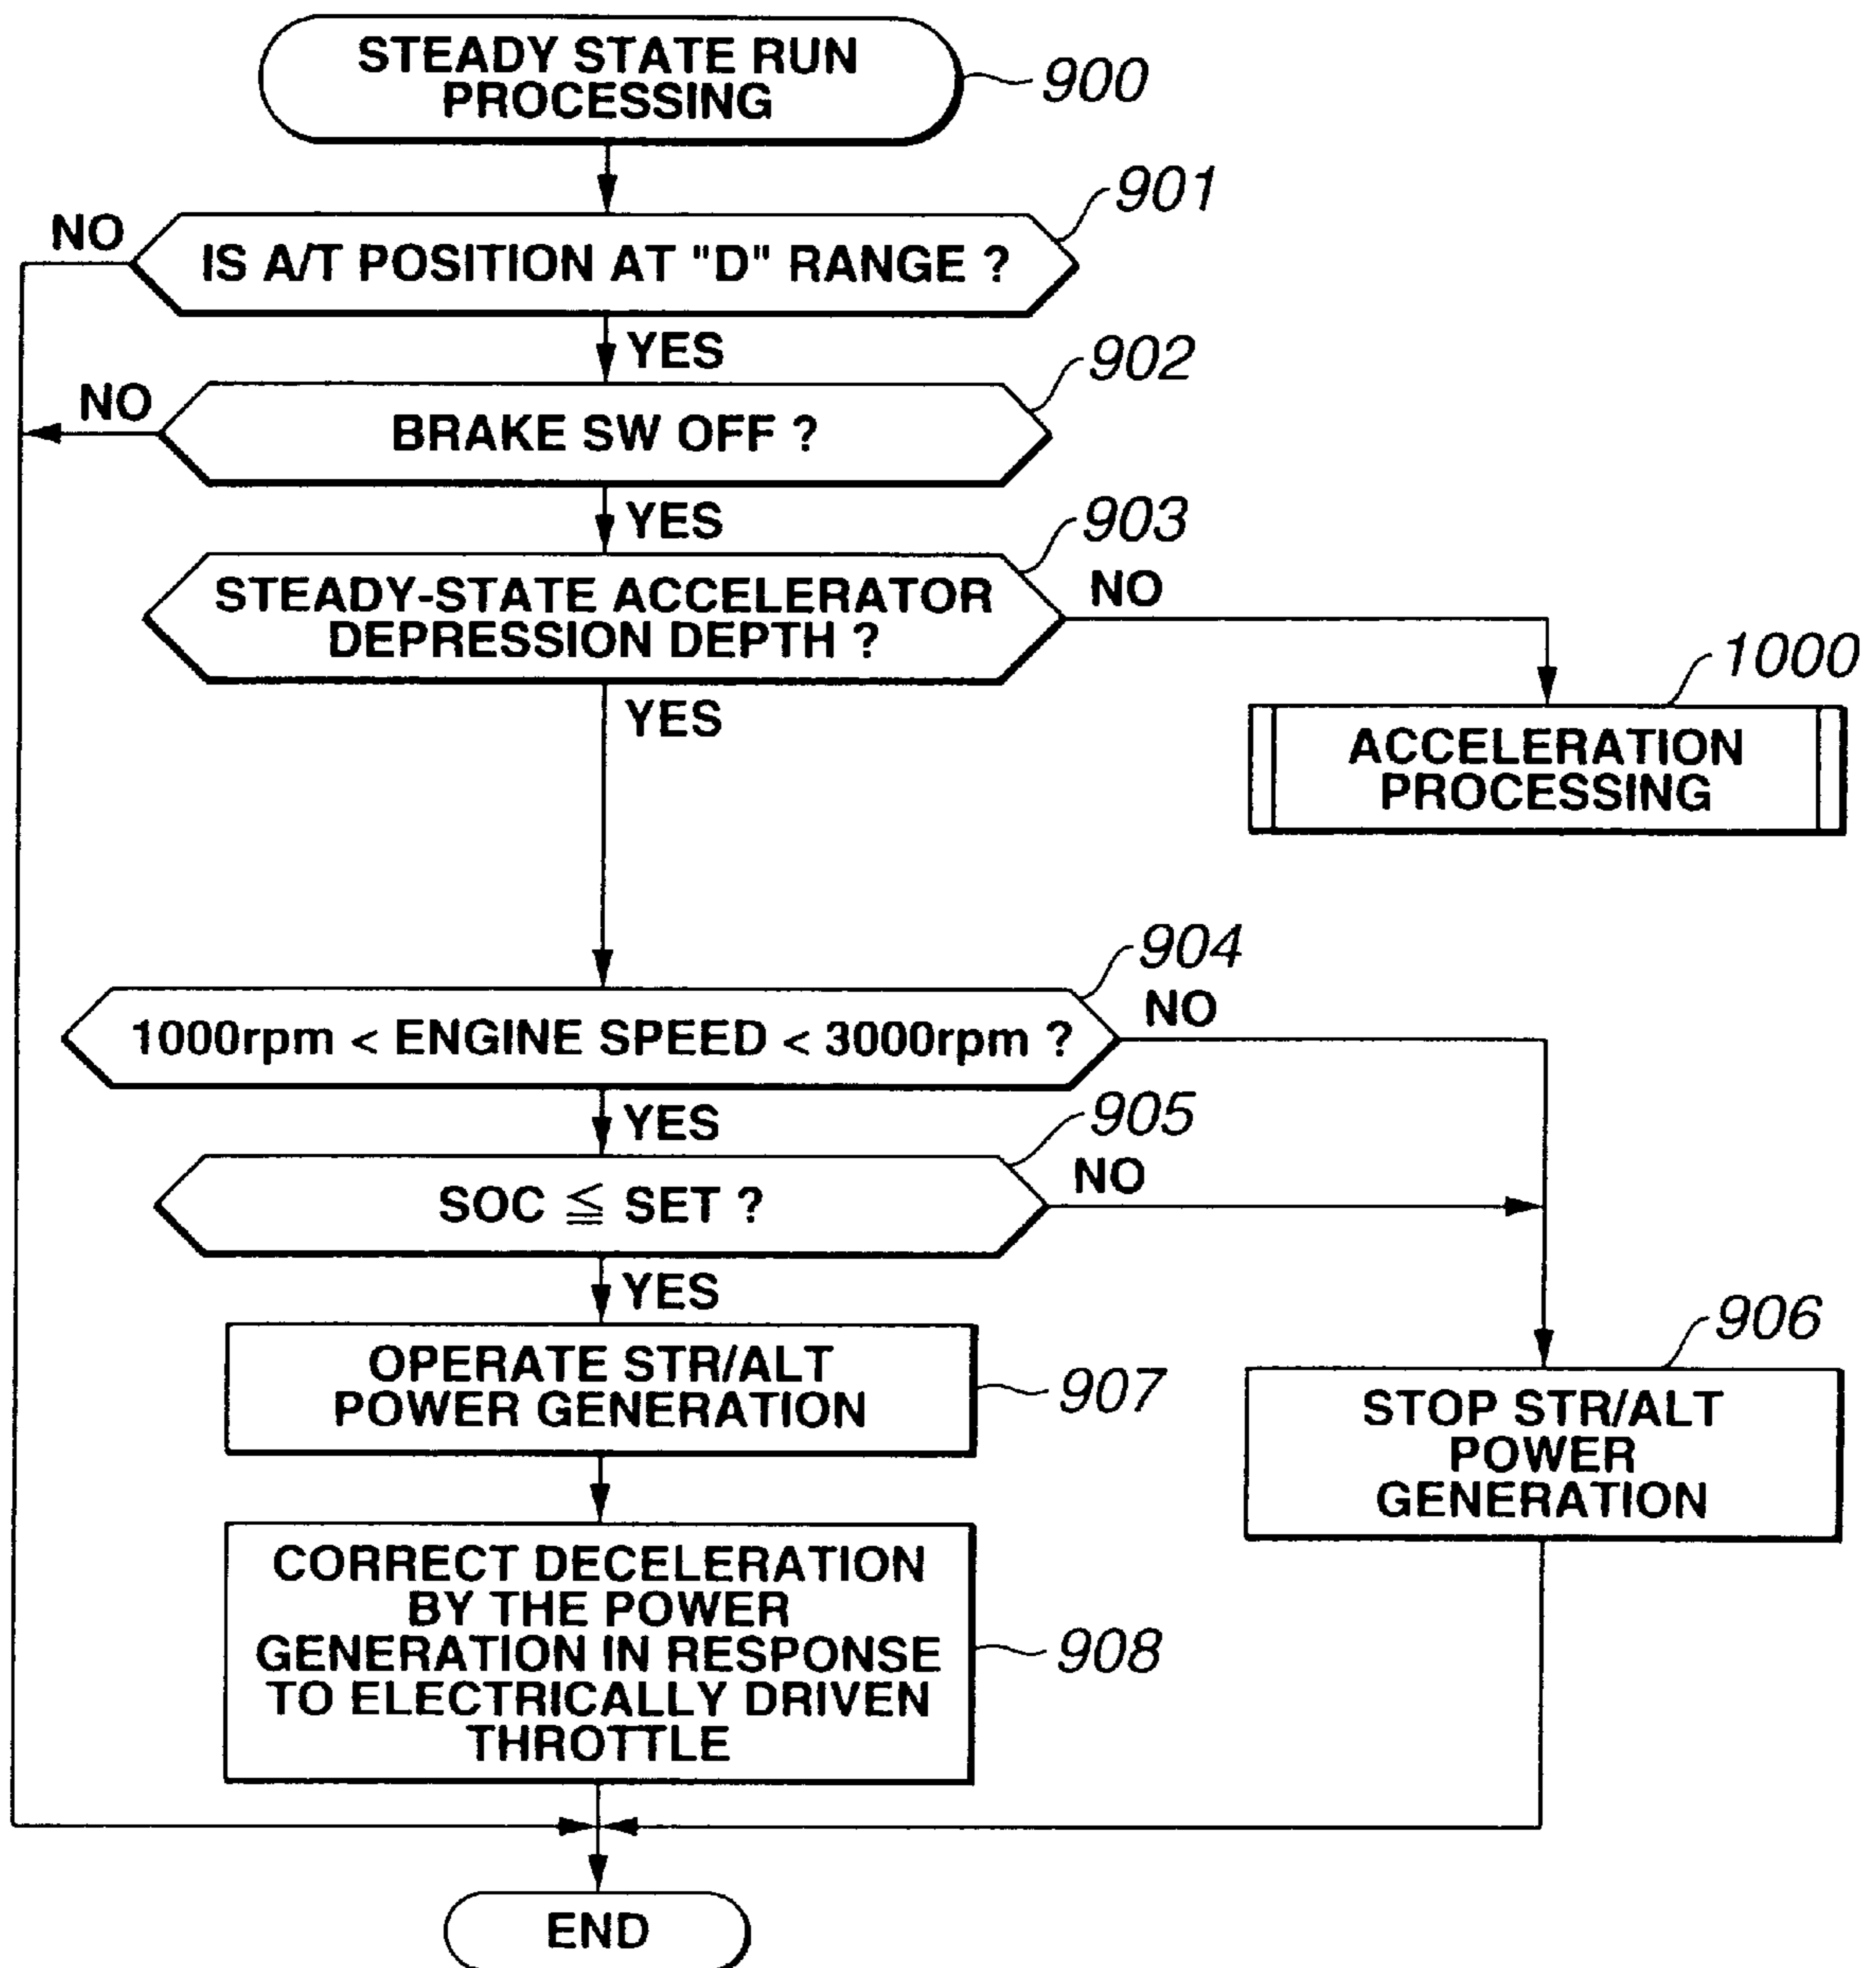 STEADY STATE RUN
PROCESSING
900
901
NO
IS A/T POSITION AT "D" RANGE ?
YES
902
NO
BRAKE SW OFF ?
YES
903
STEADY-STATE ACCELERATOR
DEPRESSION DEPTH ?
NO
YES
1000
ACCELERATION
PROCESSING
904
1000rpm < ENGINE SPEED < 3000rpm ?
NO
YES
905
SOC ≦ SET ?
NO
YES
OPERATE STR/ALT
POWER GENERATION
907
906
STOP STR/ALT
POWER
GENERATION
CORRECT DECELERATION
BY THE POWER
GENERATION IN RESPONSE
TO ELECTRICALLY DRIVEN
THROTTLE
908
END